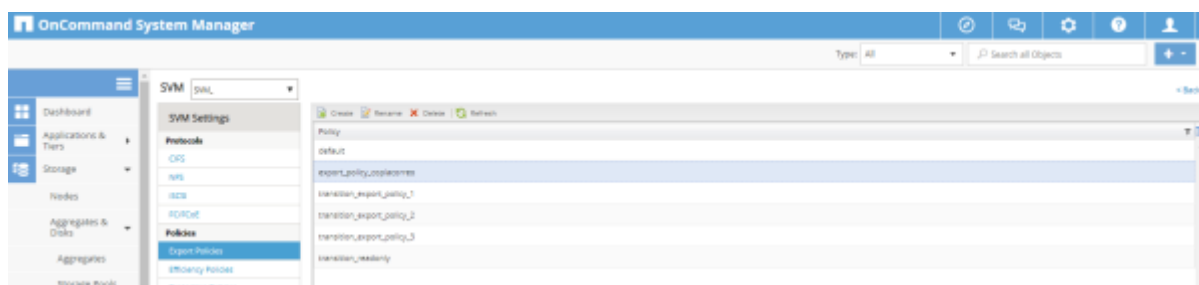 OnCommand System Manager
Type: All
Search all Objects
SVM SVM_
< Back
Dashboard
Applications & Tiers
Storage
Nodes
Aggregates & Disks
Aggregates
Storage Pools
SVM Settings
Protocols
CIFS
NFS
iSCSI
FC/FCoE
Policies
Export Policies
Efficiency Policies
Create Rename Delete Refresh
Policy
default
transition_export_policy_1
transition_export_policy_2
transition_export_policy_3
transition_readonly